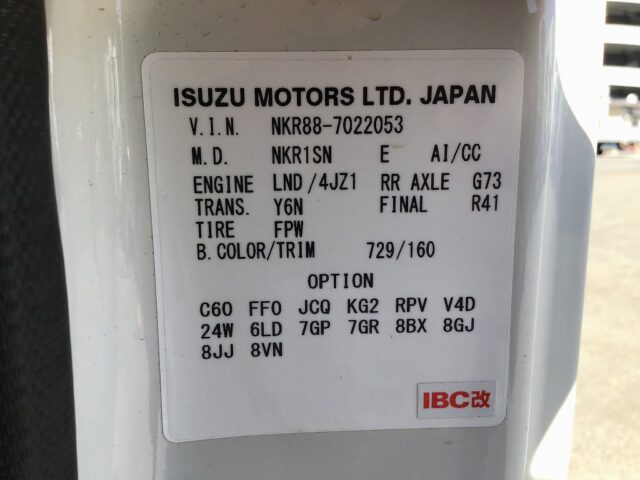 ISUZU MOTORS LTD. JAPAN
V.I.N. NKR88-7022053
M.D. NKR1SN E AI/CC
ENGINE LND/4JZ1 RR AXLE G73
TRANS. Y6N FINAL R41
TIRE FPW
B.COLOR/TRIM 729/160
OPTION
C60 FF0 JCQ KG2 RPV V4D
24W 6LD 7GP 7GR 8BX 8GJ
8JJ 8VN
IBC改